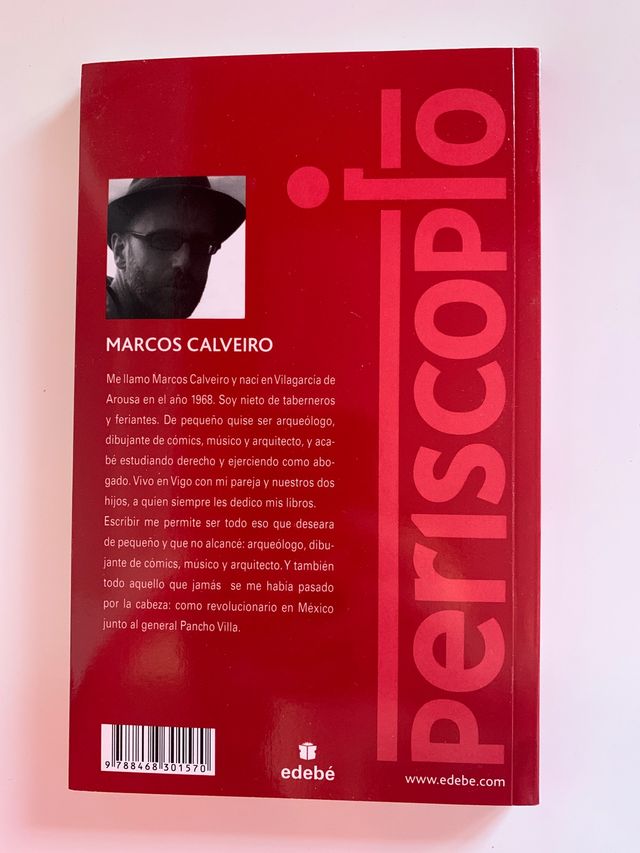 MARCOS CALVEIRO
Me llamo Marcos Calveiro y nací en Vilagarcía de
Arousa en el año 1968. Soy nieto de taberneros
y feriantes. De pequeño quise ser arqueólogo,
dibujante de cómics, músico y arquitecto, y aca-
bé estudiando derecho y ejerciendo como abo-
gado. Vivo en Vigo con mi pareja y nuestros dos
hijos, a quien siempre les dedico mis libros.
Escribir me permite ser todo eso que deseara
de pequeño y que no alcancé: arqueólogo, dibu-
jante de cómics, músico y arquitecto. Y también
todo aquello que jamás se me había pasado
por la cabeza: como revolucionario en México
junto al general Pancho Villa.
periscopio
9 788468 301570
edebé
www.edebe.com